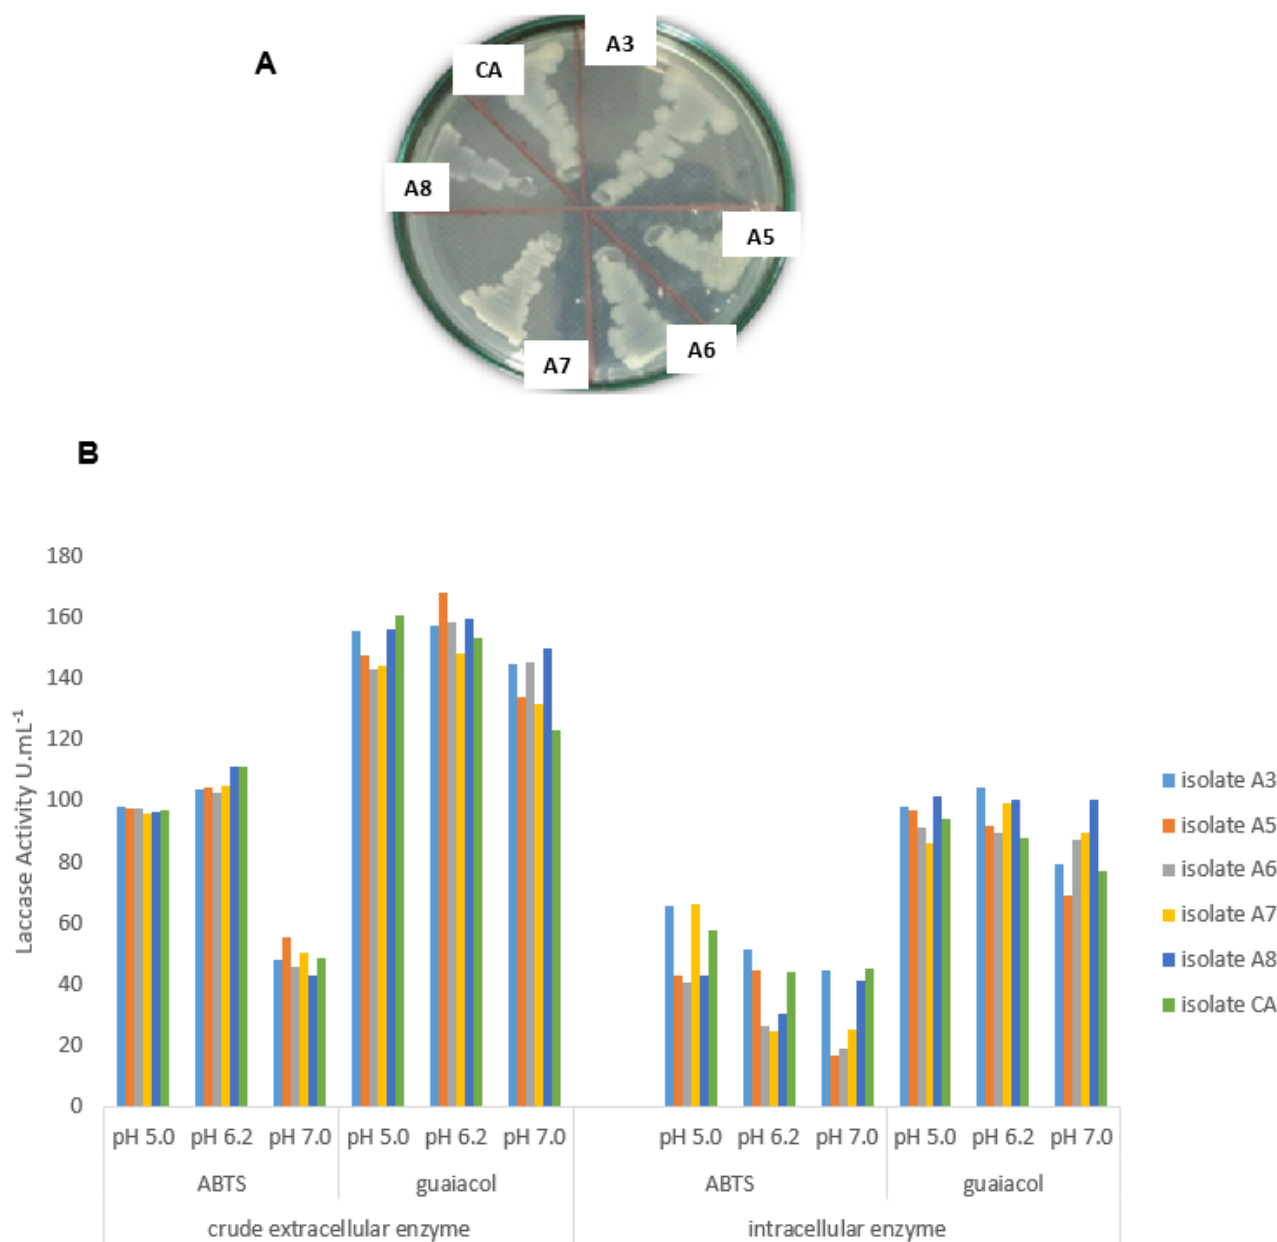 A
A3
CA
A8
A5
A6
A7
B
180
160
140
120
100
80
60
40
20
0
Laccase Activity U.mL⁻¹
pH 5.0 pH 6.2 pH 7.0 pH 5.0 pH 6.2 pH 7.0 pH 5.0 pH 6.2 pH 7.0 pH 5.0 pH 6.2 pH 7.0
ABTS guaiacol ABTS guaiacol
crude extracellular enzyme intracellular enzyme
isolate A3
isolate A5
isolate A6
isolate A7
isolate A8
isolate CA